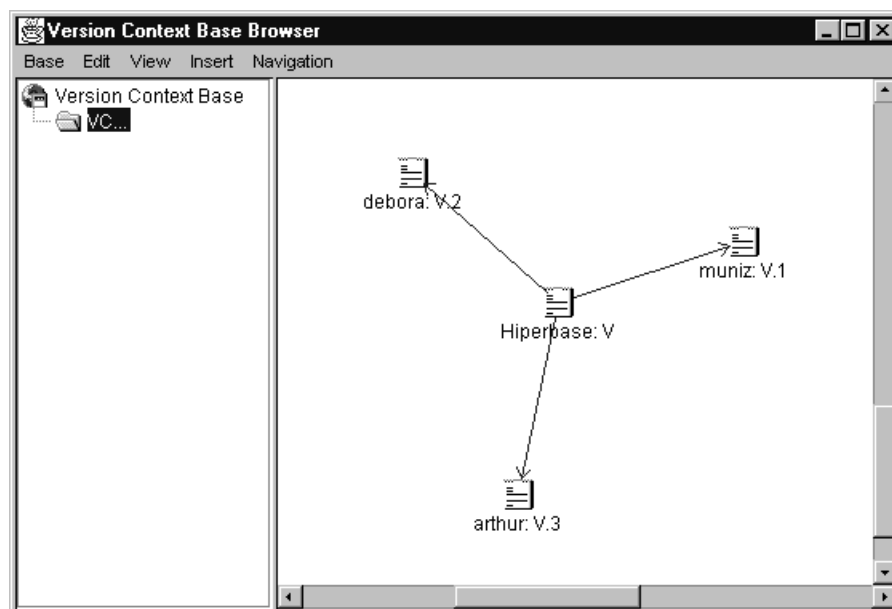 Version Context Base Browser
Base Edit View Insert Navigation
Version Context Base
VC...
debora: V.2
muniz: V.1
Hiperbase: V
arthur: V.3